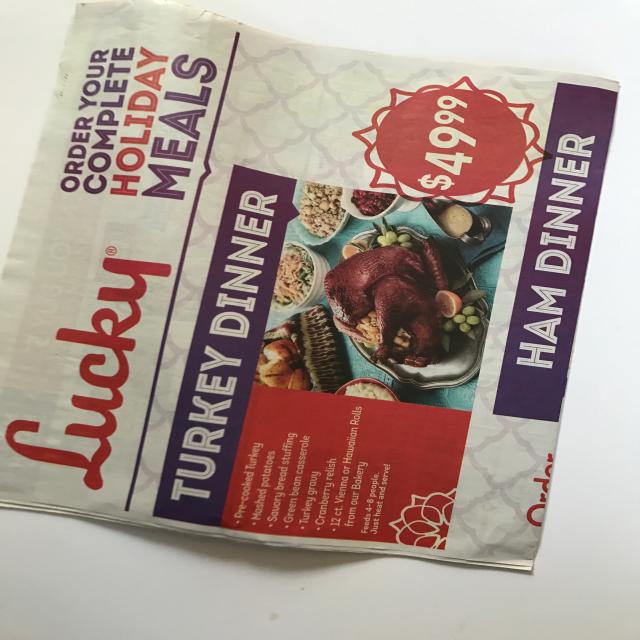 Lucky®
ORDER YOUR
COMPLETE
HOLIDAY
MEALS
TURKEY DINNER
$49.99
• Pre-cooked Turkey
• Mashed potatoes
• Savory bread stuffing
• Green bean casserole
• Turkey gravy
• Cranberry relish
• 12 ct. Vienna or Hawaiian Rolls
from our Bakery
Feeds 4-8 people.
Just heat and serve!
HAM DINNER
Order